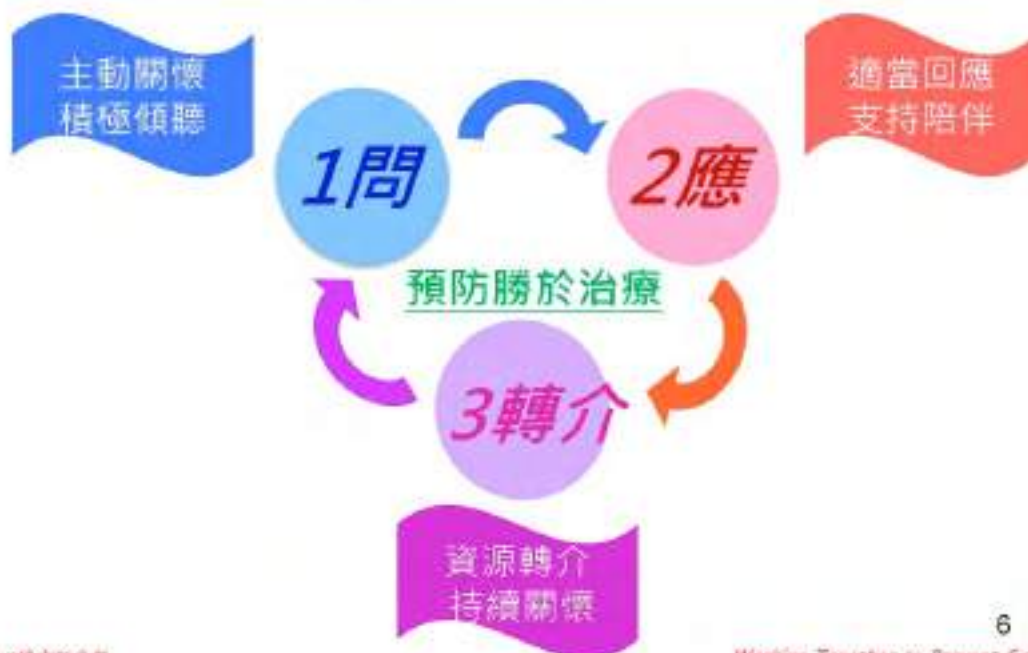 主動關懷
積極傾聽
適當回應
支持陪伴
1問
2應
預防勝於治療
3轉介
資源轉介
持續關懷
6